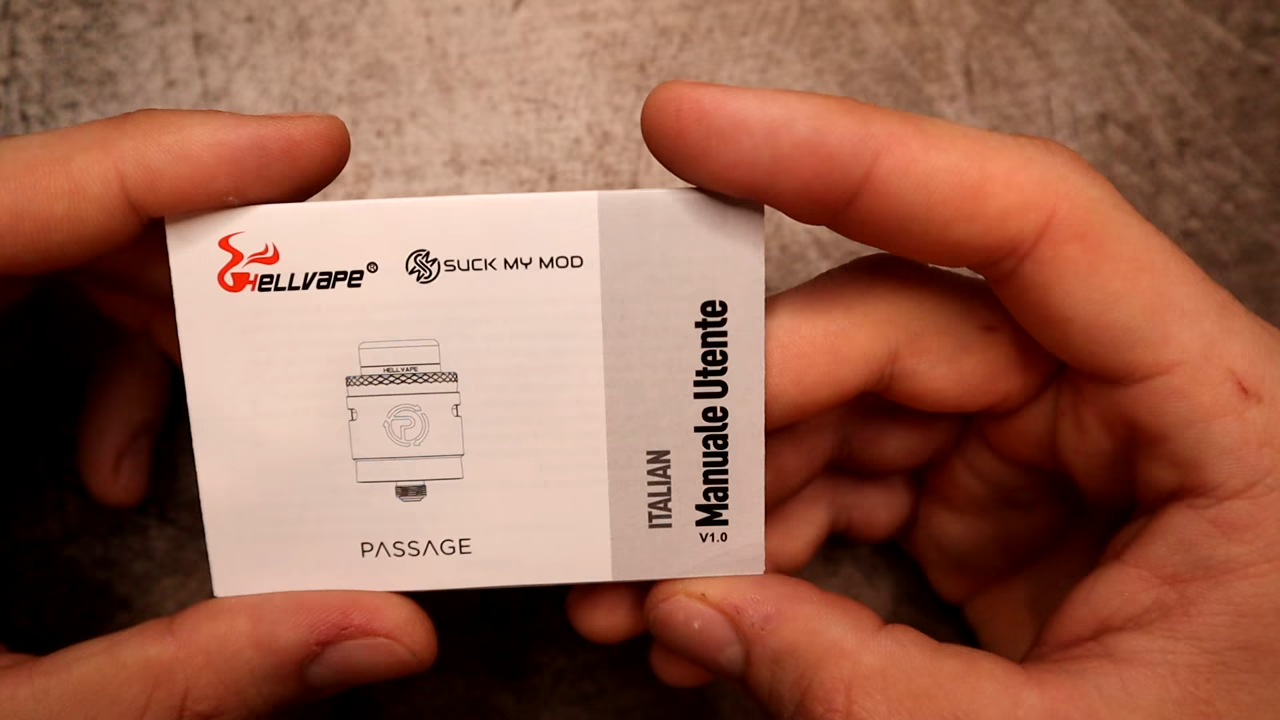 HELLVAPE®
SUCK MY MOD
HELLVAPE
PASSAGE
ITALIAN
Manuale Utente
V1.0